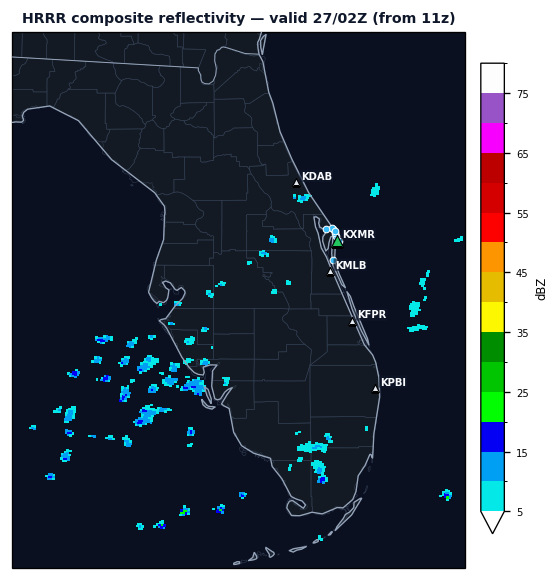 HRRR composite reflectivity — valid 27/02Z (from 11z)
KDAB
KXMR
KMLB
KFPR
KPBI
75
65
55
45
35
25
15
5
dBZ